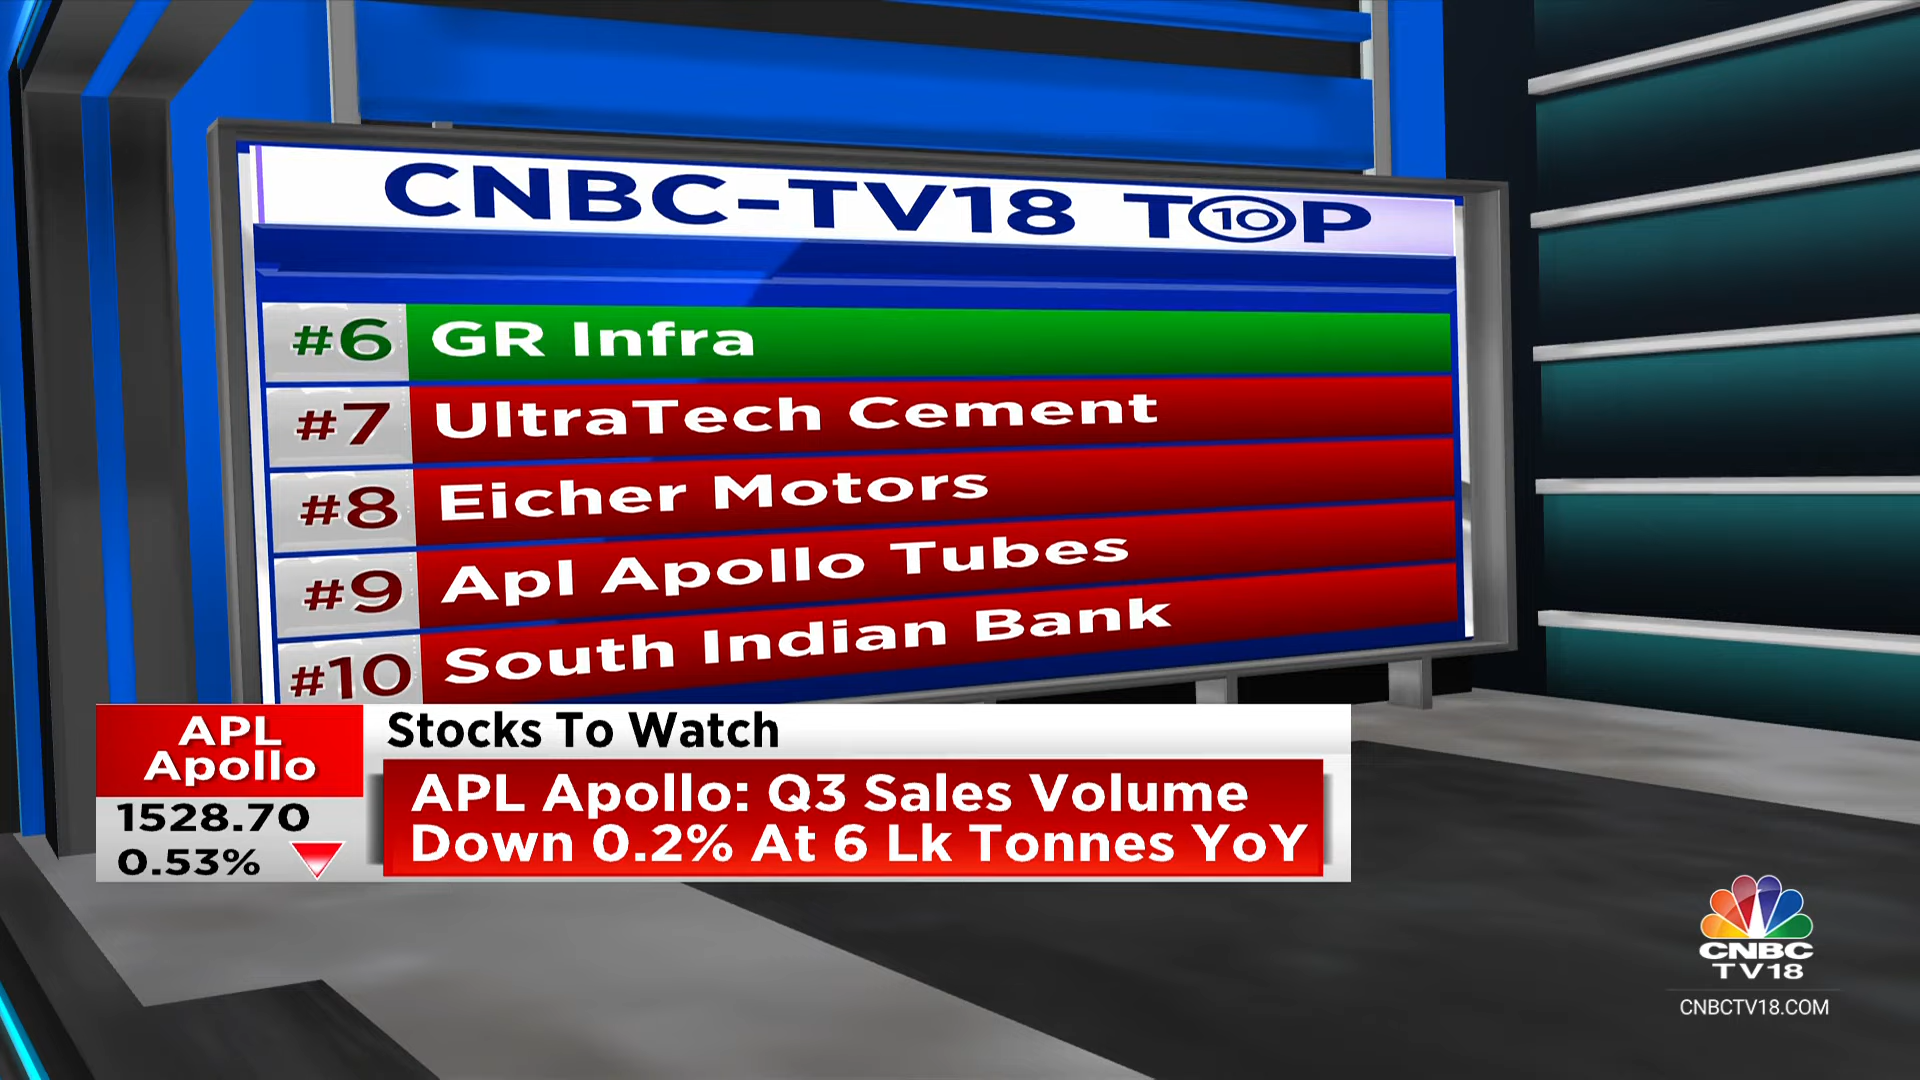 CNBC-TV18 TOP 10
#6 GR Infra
#7 UltraTech Cement
#8 Eicher Motors
#9 Apl Apollo Tubes
#10 South Indian Bank
APL
Apollo
1528.70
0.53%
Stocks To Watch
APL Apollo: Q3 Sales Volume
Down 0.2% At 6 Lk Tonnes YoY
CNBC
TV18
CNBCTV18.COM